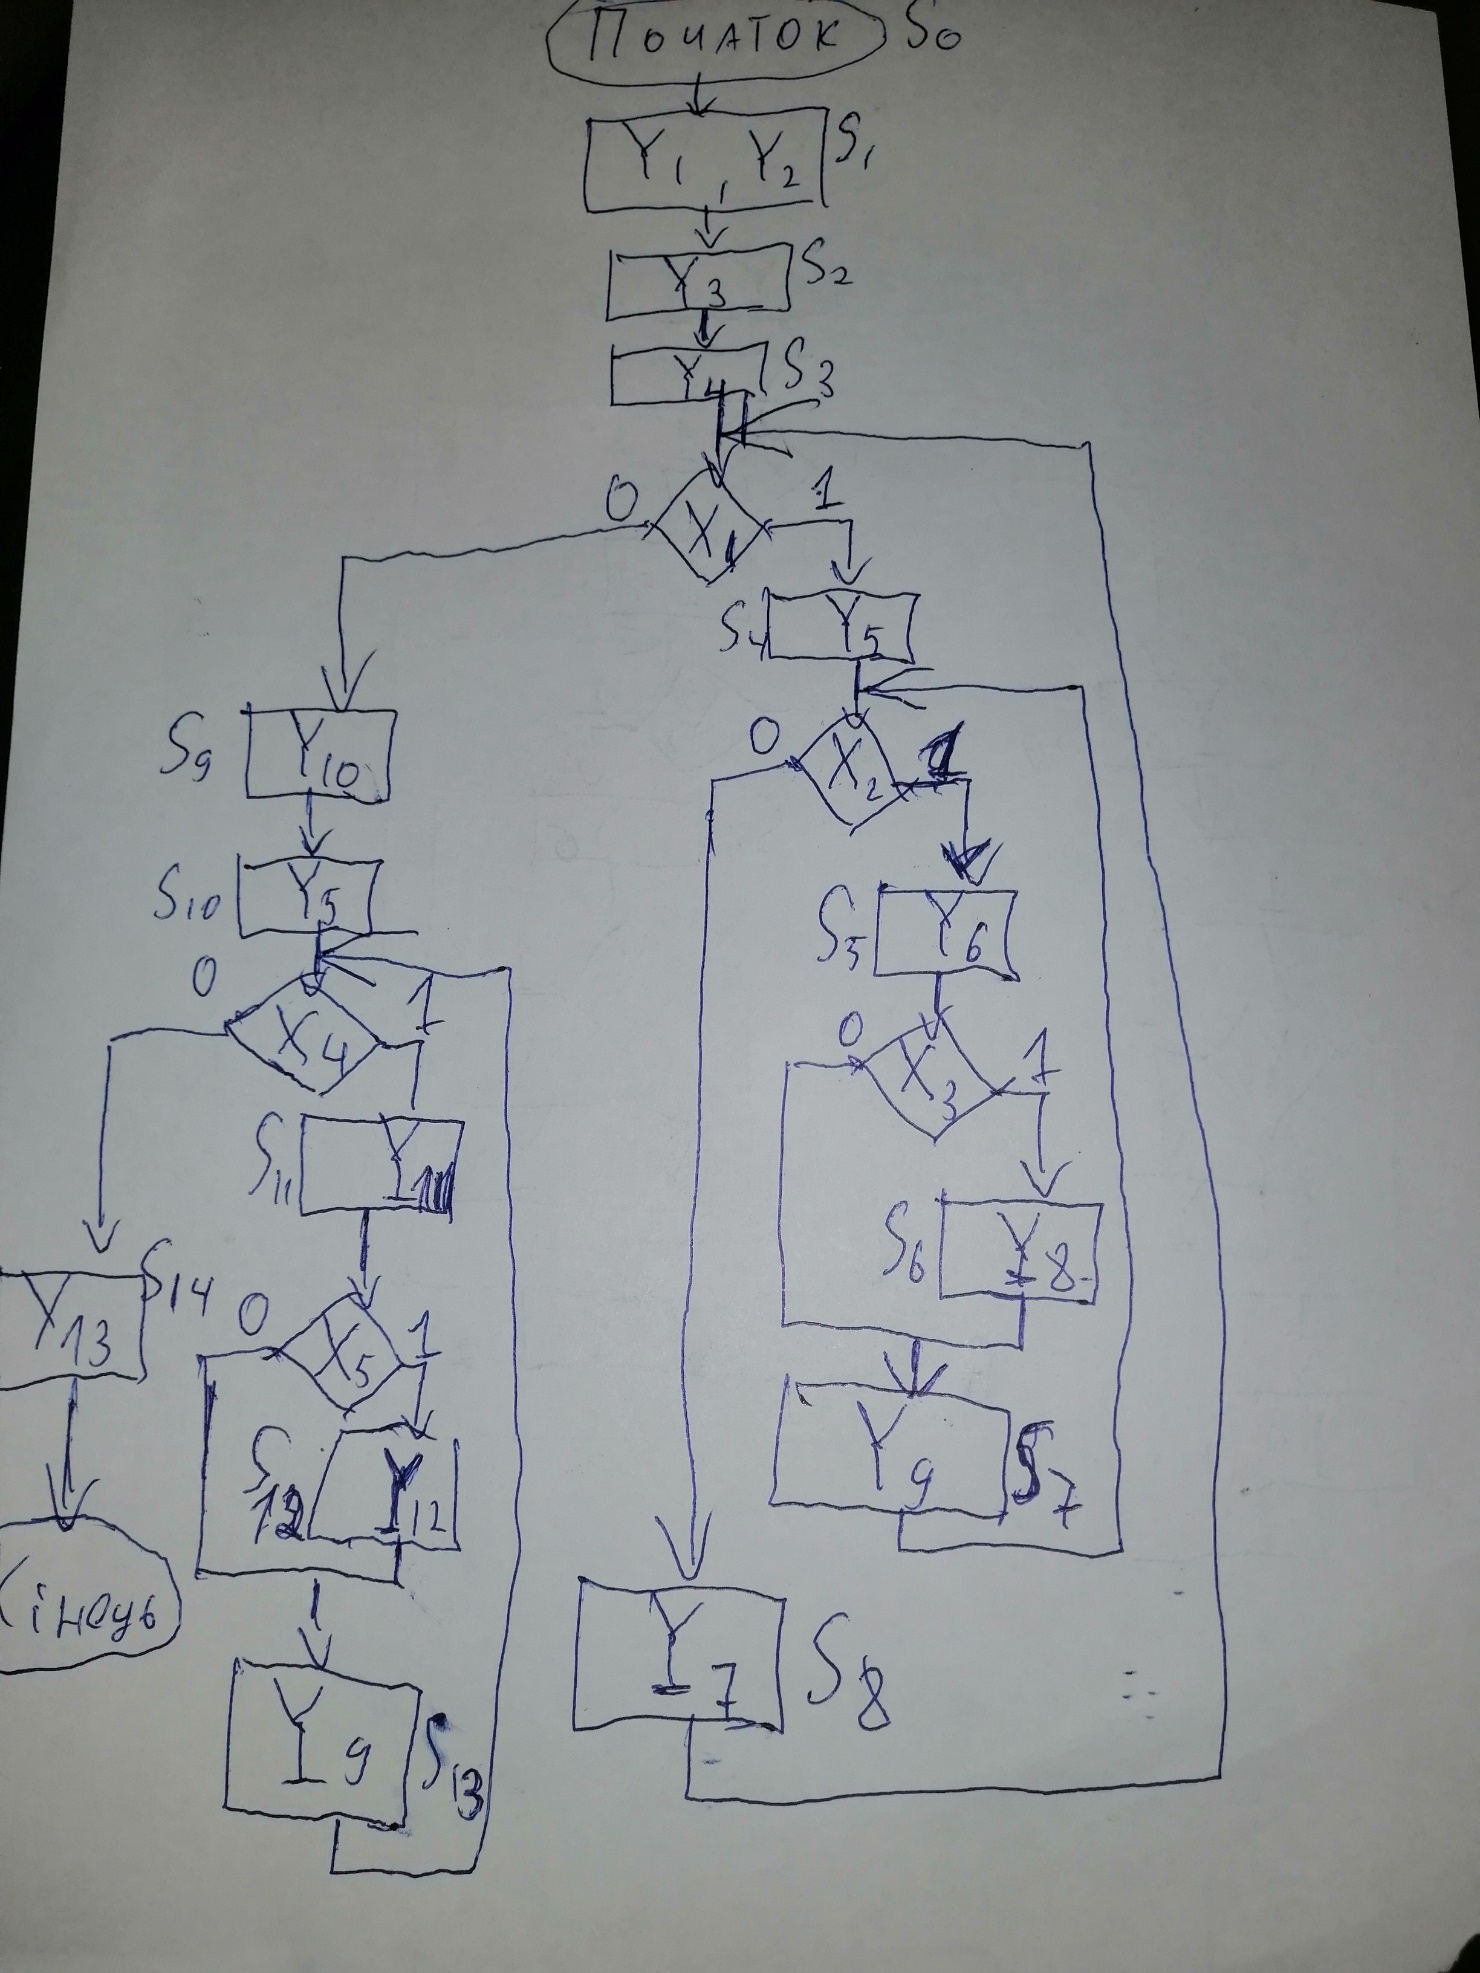 Початок S0
Y1, Y2 S1
Y3 S2
Y4 S3
0 X1 1
S4 Y5
0 X2 1
S9 Y10
S10 Y5
S5 Y6
0 X4 1
0 X3 1
S11 Y11
S6 Y8
Y13 S14
0 X5 1
S12 Y12
Y9 S7
Кінець
Y7 S8
Y9 S13